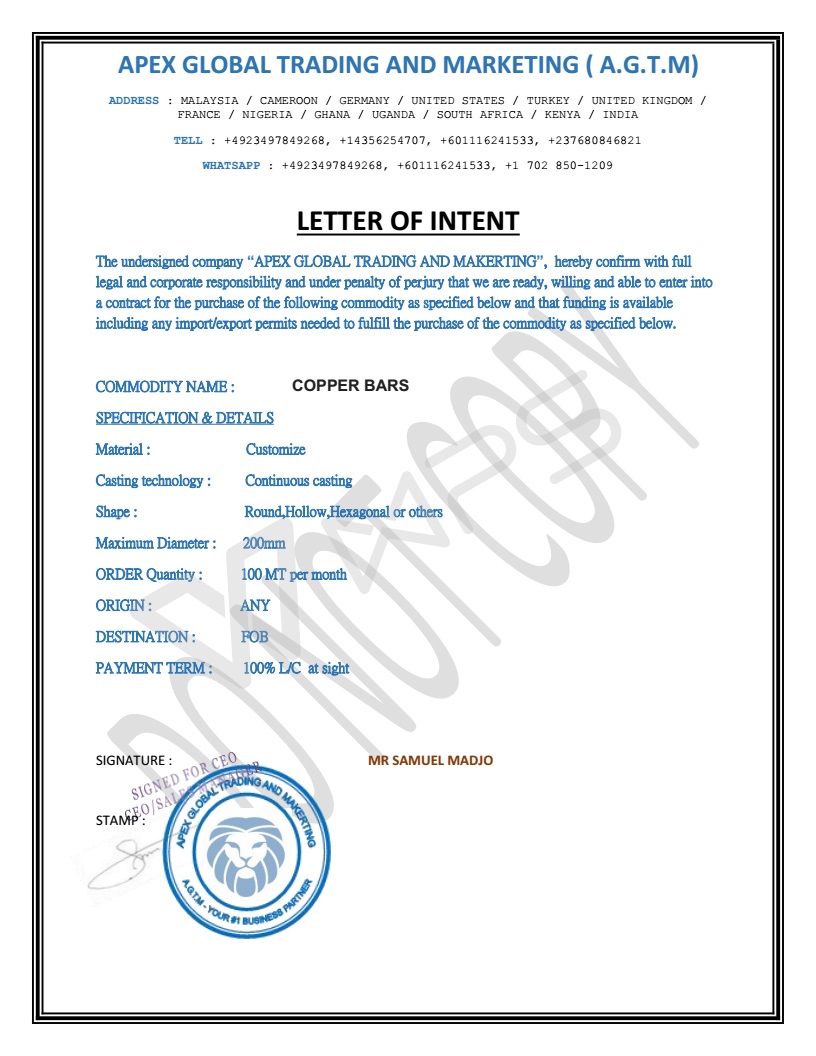 APEX GLOBAL TRADING AND MARKETING ( A.G.T.M)
ADDRESS : MALAYSIA / CAMEROON / GERMANY / UNITED STATES / TURKEY / UNITED KINGDOM /
FRANCE / NIGERIA / GHANA / UGANDA / SOUTH AFRICA / KENYA / INDIA
TELL : +4923497849268, +14356254707, +601116241533, +237680846821
WHATSAPP : +4923497849268, +601116241533, +1 702 850-1209
LETTER OF INTENT
The undersigned company “APEX GLOBAL TRADING AND MAKERTING”, hereby confirm with full
legal and corporate responsibility and under penalty of perjury that we are ready, willing and able to enter into
a contract for the purchase of the following commodity as specified below and that funding is available
including any import/export permits needed to fulfill the purchase of the commodity as specified below.
COMMODITY NAME : COPPER BARS
SPECIFICATION & DETAILS
Material : Customize
Casting technology : Continuous casting
Shape : Round,Hollow,Hexagonal or others
Maximum Diameter : 200mm
ORDER Quantity : 100 MT per month
ORIGIN : ANY
DESTINATION : FOB
PAYMENT TERM : 100% L/C at sight
DO NOT COPY
SIGNATURE : MR SAMUEL MADJO
SIGNED FOR CEO
CEO/SALES MANAGER
STAMP :
APEX GLOBAL TRADING AND MAKERTING
A.G.T.M - YOUR #1 BUSINESS PARTNER